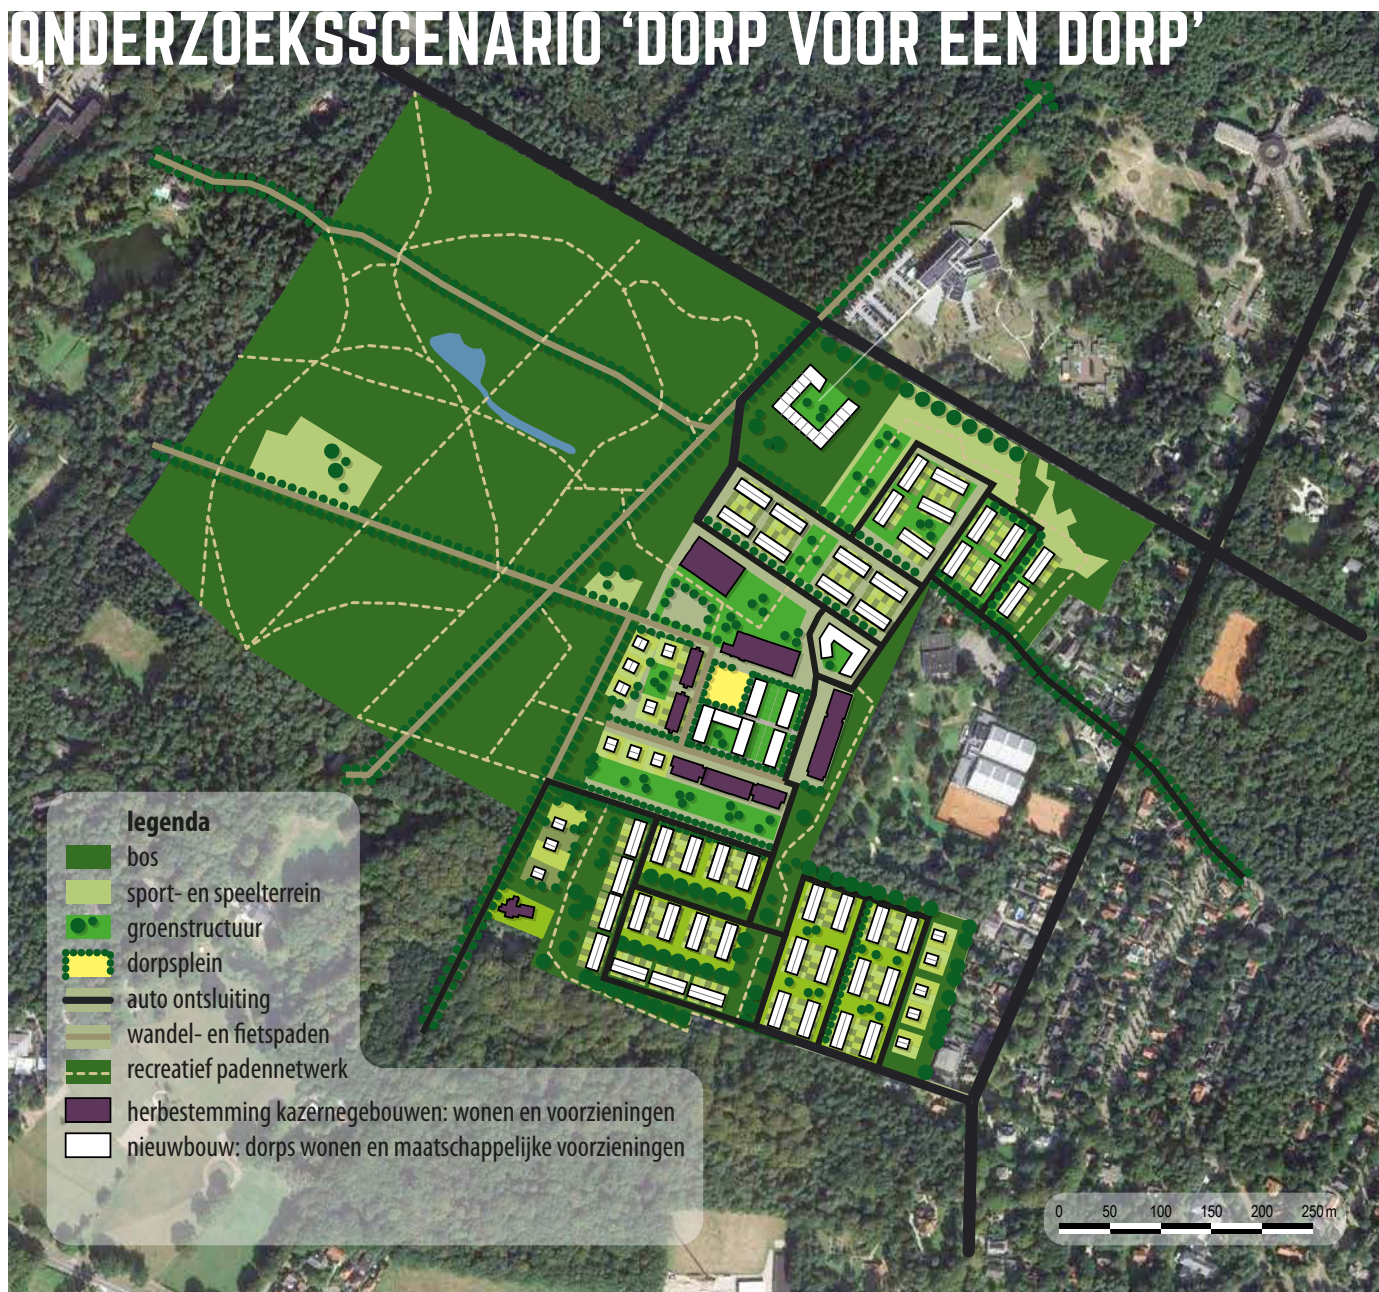 ONDERZOEKSSCENARIO ‘DORP VOOR EEN DORP’
1
legenda
bos
sport- en speelterrein
groenstructuur
dorpsplein
auto ontsluiting
wandel- en fietspaden
recreatief padennetwerk
herbestemming kazernegebouwen: wonen en voorzieningen
nieuwbouw: dorps wonen en maatschappelijke voorzieningen
0 50 100 150 200 250 m